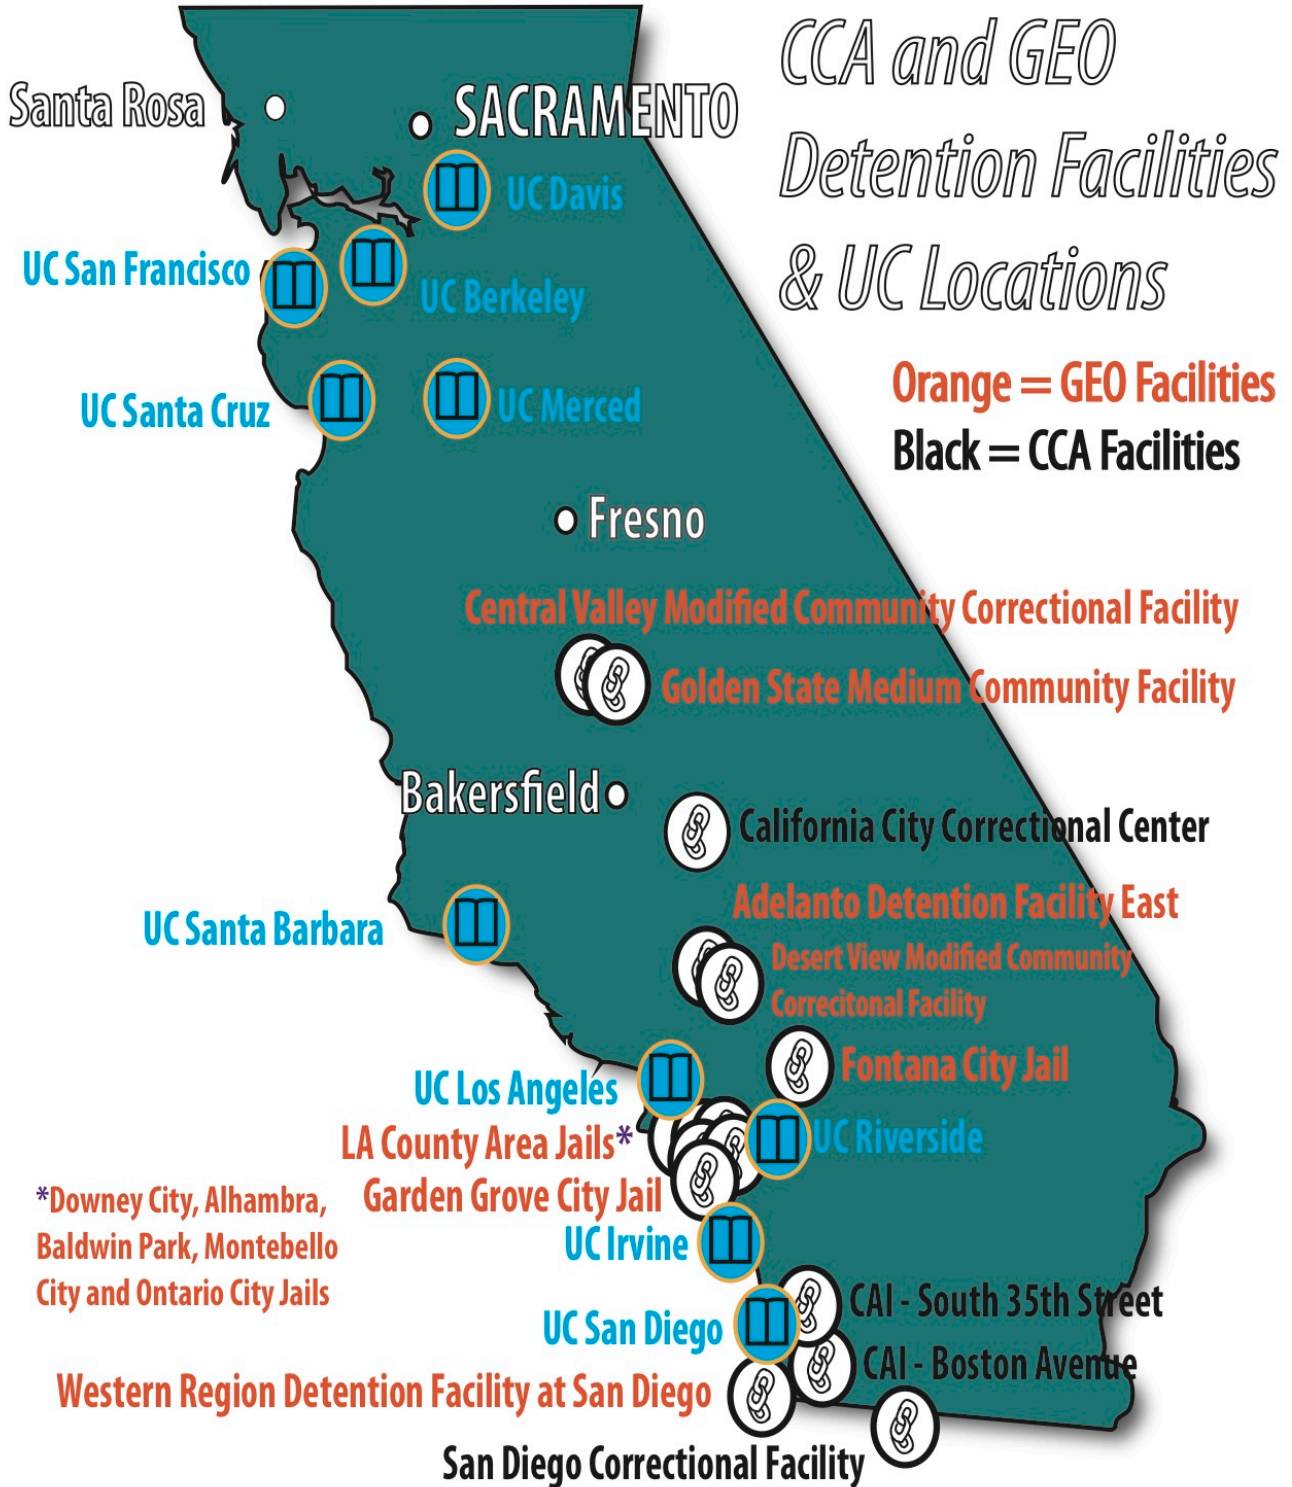 CCA and GEO
Detention Facilities
& UC Locations
Orange = GEO Facilities
Black = CCA Facilities
Santa Rosa
SACRAMENTO
UC Davis
UC San Francisco
UC Berkeley
UC Santa Cruz
UC Merced
Fresno
Central Valley Modified Community Correctional Facility
Golden State Medium Community Facility
Bakersfield
California City Correctional Center
Adelanto Detention Facility East
UC Santa Barbara
Desert View Modified Community
Correcitonal Facility
Fontana City Jail
UC Los Angeles
UC Riverside
LA County Area Jails*
Garden Grove City Jail
*Downey City, Alhambra,
Baldwin Park, Montebello
City and Ontario City Jails
UC Irvine
CAI - South 35th Street
UC San Diego
CAI - Boston Avenue
Western Region Detention Facility at San Diego
San Diego Correctional Facility